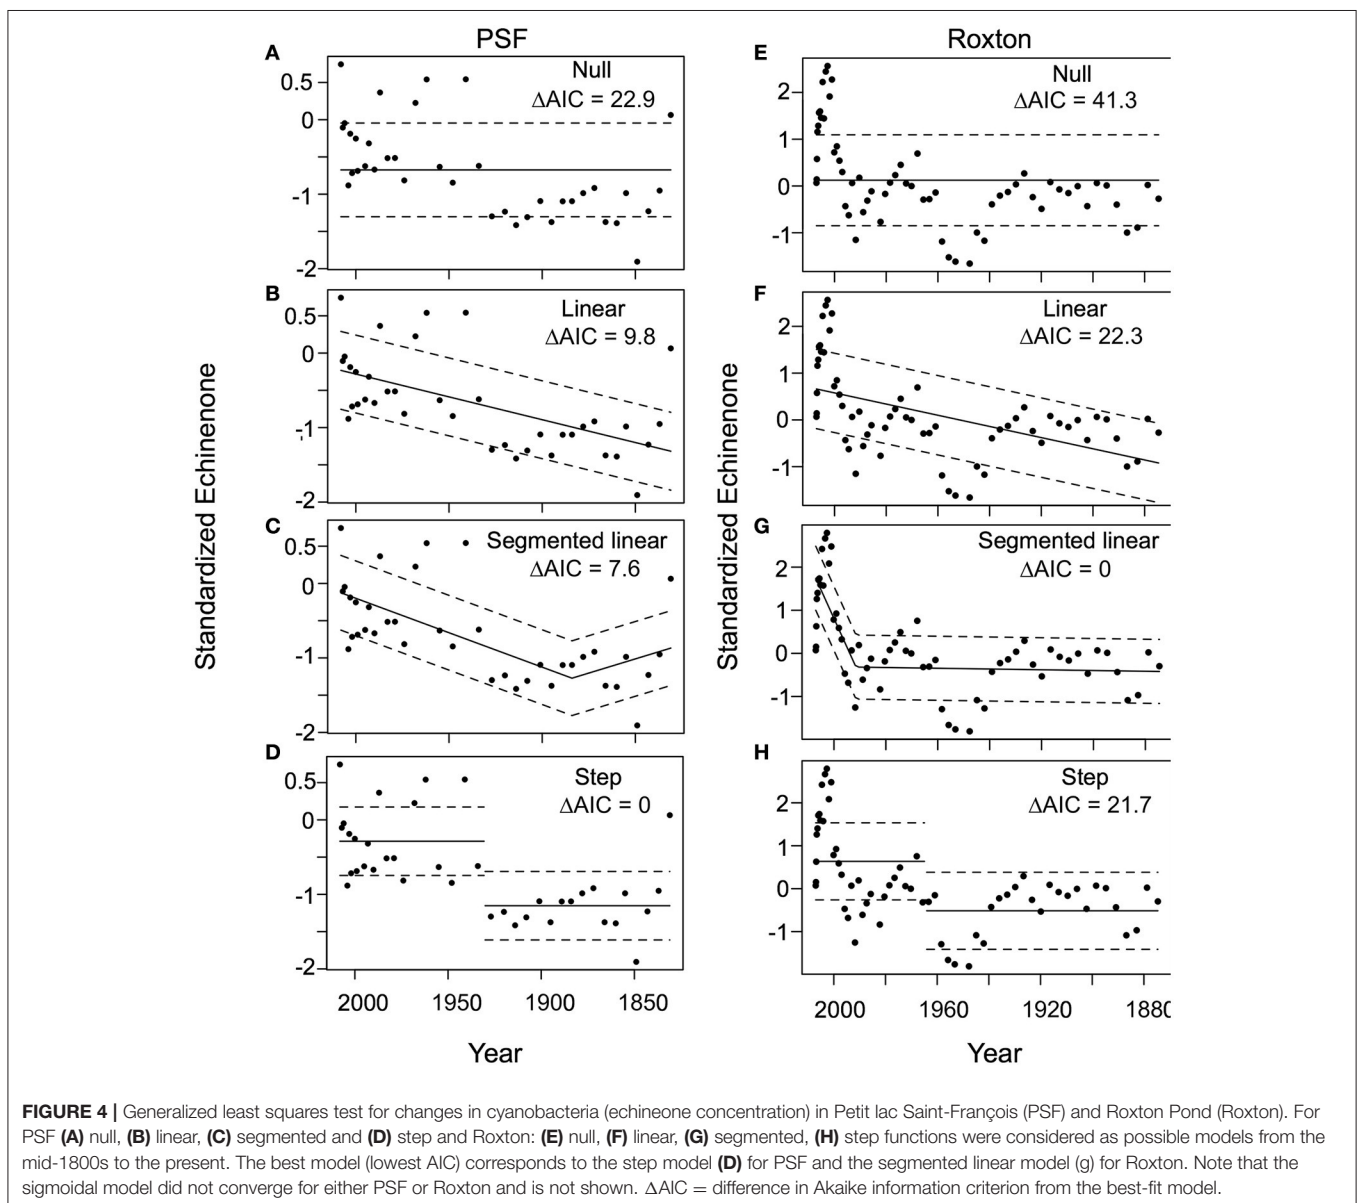 PSF
Roxton
A
Null
ΔAIC = 22.9
0.5
0
-1
-2
B
Linear
ΔAIC = 9.8
0.5
0
-1
-2
C
Segmented linear
ΔAIC = 7.6
0.5
0
-1
-2
D
Step
ΔAIC = 0
0.5
0
-1
-2
2000 1950 1900 1850
Year
Standardized Echinenone
E
Null
ΔAIC = 41.3
2
1
0
-1
F
Linear
ΔAIC = 22.3
2
1
0
-1
G
Segmented linear
ΔAIC = 0
2
1
0
-1
H
Step
ΔAIC = 21.7
2
1
0
-1
2000 1960 1920 188
Year
Standardized Echinenone
FIGURE 4 | Generalized least squares test for changes in cyanobacteria (echineone concentration) in Petit lac Saint-François (PSF) and Roxton Pond (Roxton). For
PSF (A) null, (B) linear, (C) segmented and (D) step and Roxton: (E) null, (F) linear, (G) segmented, (H) step functions were considered as possible models from the
mid-1800s to the present. The best model (lowest AIC) corresponds to the step model (D) for PSF and the segmented linear model (g) for Roxton. Note that the
sigmoidal model did not converge for either PSF or Roxton and is not shown. ΔAIC = difference in Akaike information criterion from the best-fit model.